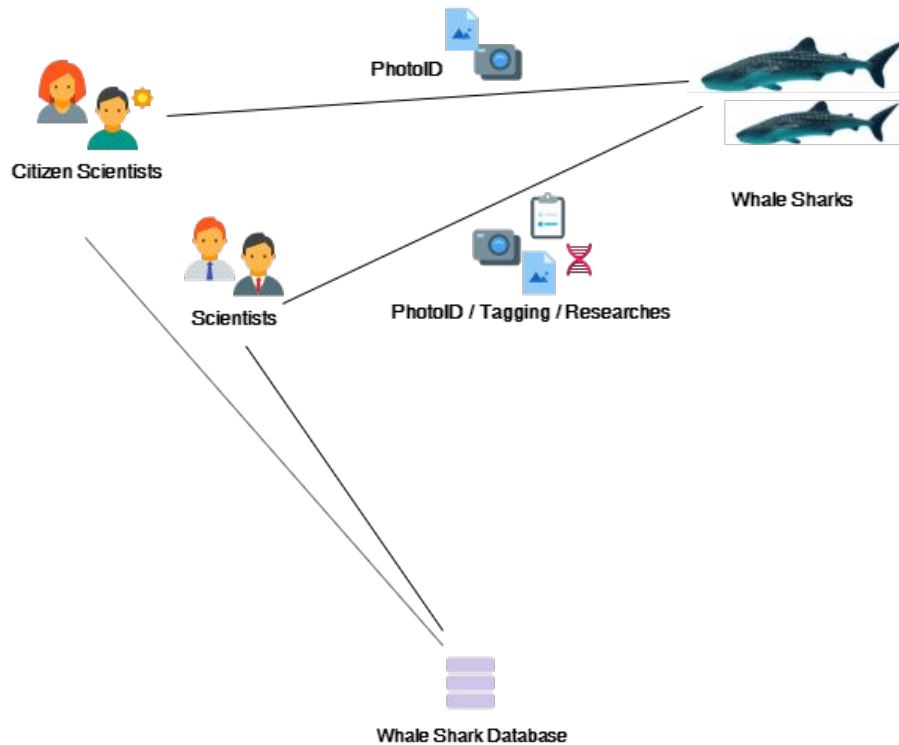 PhotoID
Citizen Scientists
Whale Sharks
Scientists
PhotoID / Tagging / Researches
Whale Shark Database